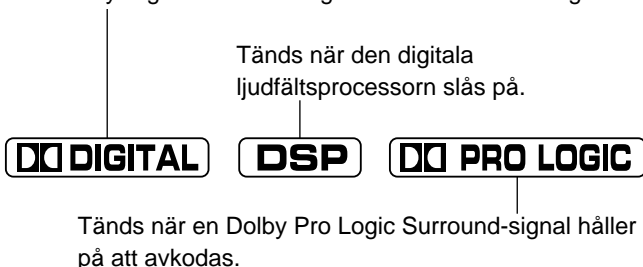 Tänds när den digitala
ljudfältsprocessorn slås på.
DIGITAL DSP PRO LOGIC
Tänds när en Dolby Pro Logic Surround-signal håller
på att avkodas.